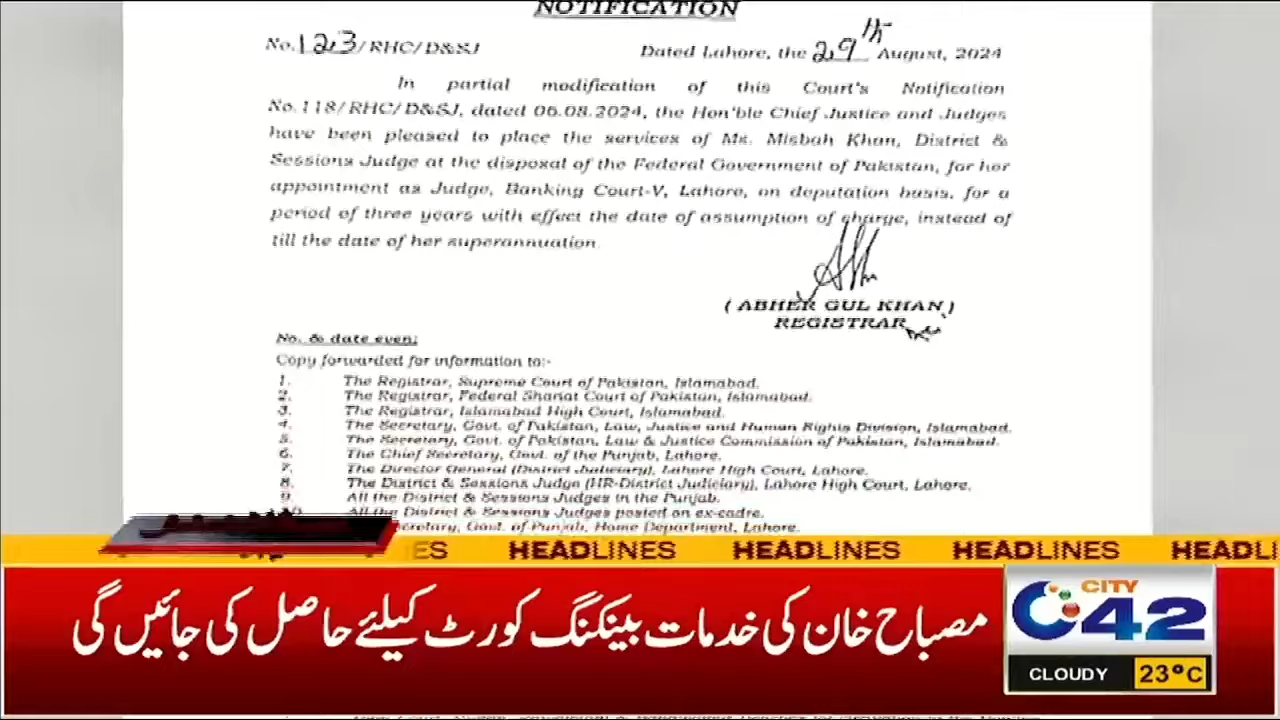 NOTIFICATION
No.123/RHC/D&SJ Dated Lahore, the 29th August, 2024
In partial modification of this Court's Notification
No.118/RHC/D&SJ, dated 06.08.2024, the Hon'ble Chief Justice and Judges
have been pleased to place the services of Ms. Misbah Khan, District &
Sessions Judge at the disposal of the Federal Government of Pakistan, for her
appointment as Judge, Banking Court-V, Lahore, on deputation basis, for a
period of three years with effect the date of assumption of charge, instead of
till the date of her superannuation.
( ABHER GUL KHAN )
REGISTRAR
No. & date even:
Copy forwarded for information to:-
1. The Registrar, Supreme Court of Pakistan, Islamabad.
2. The Registrar, Federal Shariat Court of Pakistan, Islamabad.
3. The Registrar, Islamabad High Court, Islamabad.
4. The Secretary, Govt. of Pakistan, Law, Justice and Human Rights Division, Islamabad.
5. The Secretary, Govt. of Pakistan, Law & Justice Commission of Pakistan, Islamabad.
6. The Chief Secretary, Govt. of the Punjab, Lahore.
7. The Director General (District Judiciary), Lahore High Court, Lahore.
8. The District & Sessions Judge (HR-District Judiciary), Lahore High Court, Lahore.
9. All the District & Sessions Judges in the Punjab.
All the District & Sessions Judges posted on ex-cadre.
Secretary, Govt. of Punjab, Home Department, Lahore.
ES HEADLINES HEADLINES HEADLINES HEADLI
مصباح خان کی خدمات بینکنگ کورٹ کیلئے حاصل کی جائیں گی
CITY
42
CLOUDY 23°C